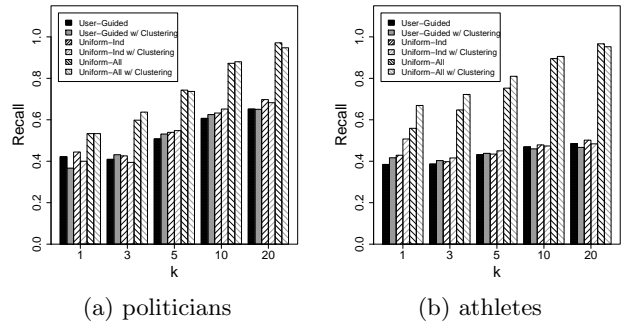 User−Guided
User−Guided w/ Clustering
Uniform−Ind
Uniform−Ind w/ Clustering
Uniform−All
Uniform−All w/ Clustering
Recall
1.0
0.8
0.6
0.4
0.2
0.0
1 3 5 10 20
k
(a) politicians
User−Guided
User−Guided w/ Clustering
Uniform−Ind
Uniform−Ind w/ Clustering
Uniform−All
Uniform−All w/ Clustering
Recall
1.0
0.8
0.6
0.4
0.2
0.0
1 3 5 10 20
k
(b) athletes